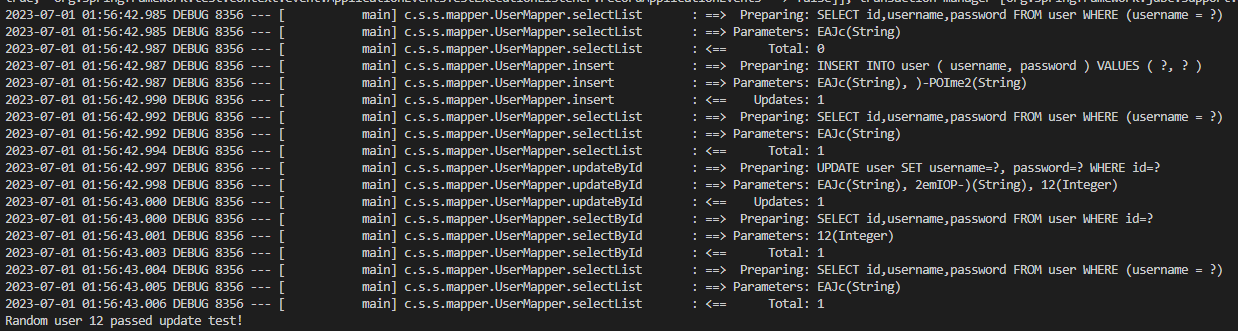 2023-07-01 01:56:42.985 DEBUG 8356 --- [           main] c.s.s.mapper.UserMapper.selectList       : ==>  Preparing: SELECT id,username,password FROM user WHERE (username = ?)
2023-07-01 01:56:42.985 DEBUG 8356 --- [           main] c.s.s.mapper.UserMapper.selectList       : ==> Parameters: EAJc(String)
2023-07-01 01:56:42.987 DEBUG 8356 --- [           main] c.s.s.mapper.UserMapper.selectList       : <==      Total: 0
2023-07-01 01:56:42.987 DEBUG 8356 --- [           main] c.s.s.mapper.UserMapper.insert           : ==>  Preparing: INSERT INTO user ( username, password ) VALUES ( ?, ? )
2023-07-01 01:56:42.987 DEBUG 8356 --- [           main] c.s.s.mapper.UserMapper.insert           : ==> Parameters: EAJc(String), )-POIme2(String)
2023-07-01 01:56:42.990 DEBUG 8356 --- [           main] c.s.s.mapper.UserMapper.insert           : <==    Updates: 1
2023-07-01 01:56:42.992 DEBUG 8356 --- [           main] c.s.s.mapper.UserMapper.selectList       : ==>  Preparing: SELECT id,username,password FROM user WHERE (username = ?)
2023-07-01 01:56:42.992 DEBUG 8356 --- [           main] c.s.s.mapper.UserMapper.selectList       : ==> Parameters: EAJc(String)
2023-07-01 01:56:42.994 DEBUG 8356 --- [           main] c.s.s.mapper.UserMapper.selectList       : <==      Total: 1
2023-07-01 01:56:42.997 DEBUG 8356 --- [           main] c.s.s.mapper.UserMapper.updateById       : ==>  Preparing: UPDATE user SET username=?, password=? WHERE id=?
2023-07-01 01:56:42.998 DEBUG 8356 --- [           main] c.s.s.mapper.UserMapper.updateById       : ==> Parameters: EAJc(String), 2emIOP-)(String), 12(Integer)
2023-07-01 01:56:43.000 DEBUG 8356 --- [           main] c.s.s.mapper.UserMapper.updateById       : <==    Updates: 1
2023-07-01 01:56:43.000 DEBUG 8356 --- [           main] c.s.s.mapper.UserMapper.selectById       : ==>  Preparing: SELECT id,username,password FROM user WHERE id=?
2023-07-01 01:56:43.001 DEBUG 8356 --- [           main] c.s.s.mapper.UserMapper.selectById       : ==> Parameters: 12(Integer)
2023-07-01 01:56:43.003 DEBUG 8356 --- [           main] c.s.s.mapper.UserMapper.selectById       : <==      Total: 1
2023-07-01 01:56:43.004 DEBUG 8356 --- [           main] c.s.s.mapper.UserMapper.selectList       : ==>  Preparing: SELECT id,username,password FROM user WHERE (username = ?)
2023-07-01 01:56:43.005 DEBUG 8356 --- [           main] c.s.s.mapper.UserMapper.selectList       : ==> Parameters: EAJc(String)
2023-07-01 01:56:43.006 DEBUG 8356 --- [           main] c.s.s.mapper.UserMapper.selectList       : <==      Total: 1
Random user 12 passed update test!